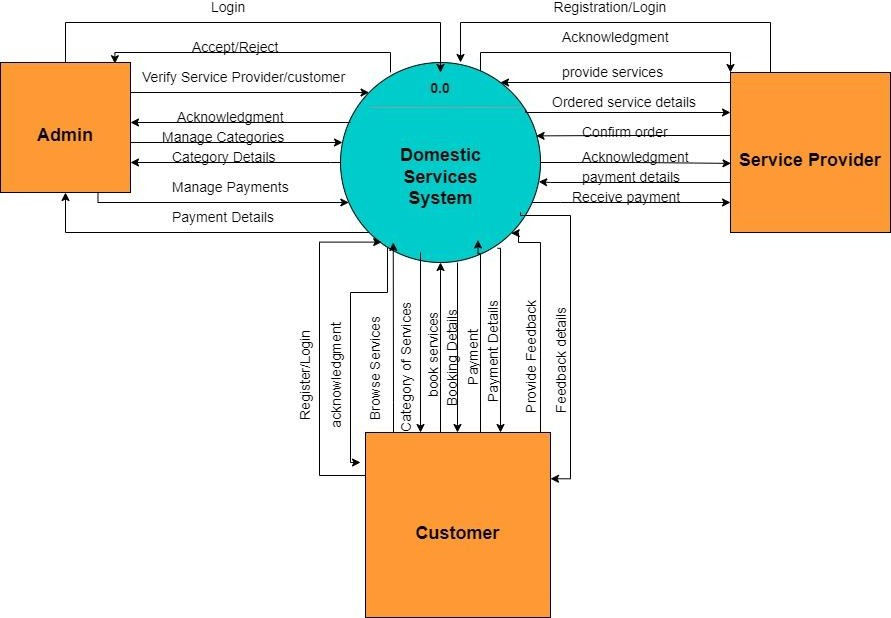 Login
Registration/Login
Accept/Reject
Acknowledgment
Verify Service Provider/customer
provide services
0.0
Acknowledgment
Ordered service details
Admin
Manage Categories
Confirm order
Category Details
Domestic
Services
System
Acknowledgment
Service Provider
payment details
Manage Payments
Receive payment
Payment Details
Register/Login
acknowledgment
Browse Services
Category of Services
book services
Booking Details
Payment
Payment Details
Provide Feedback
Feedback details
Customer